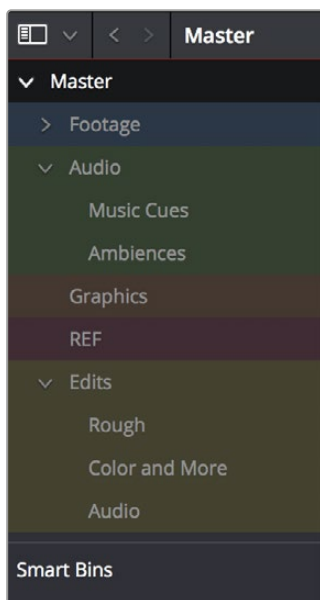 Master
Master
Footage
Audio
Music Cues
Ambiences
Graphics
REF
Edits
Rough
Color and More
Audio
Smart Bins